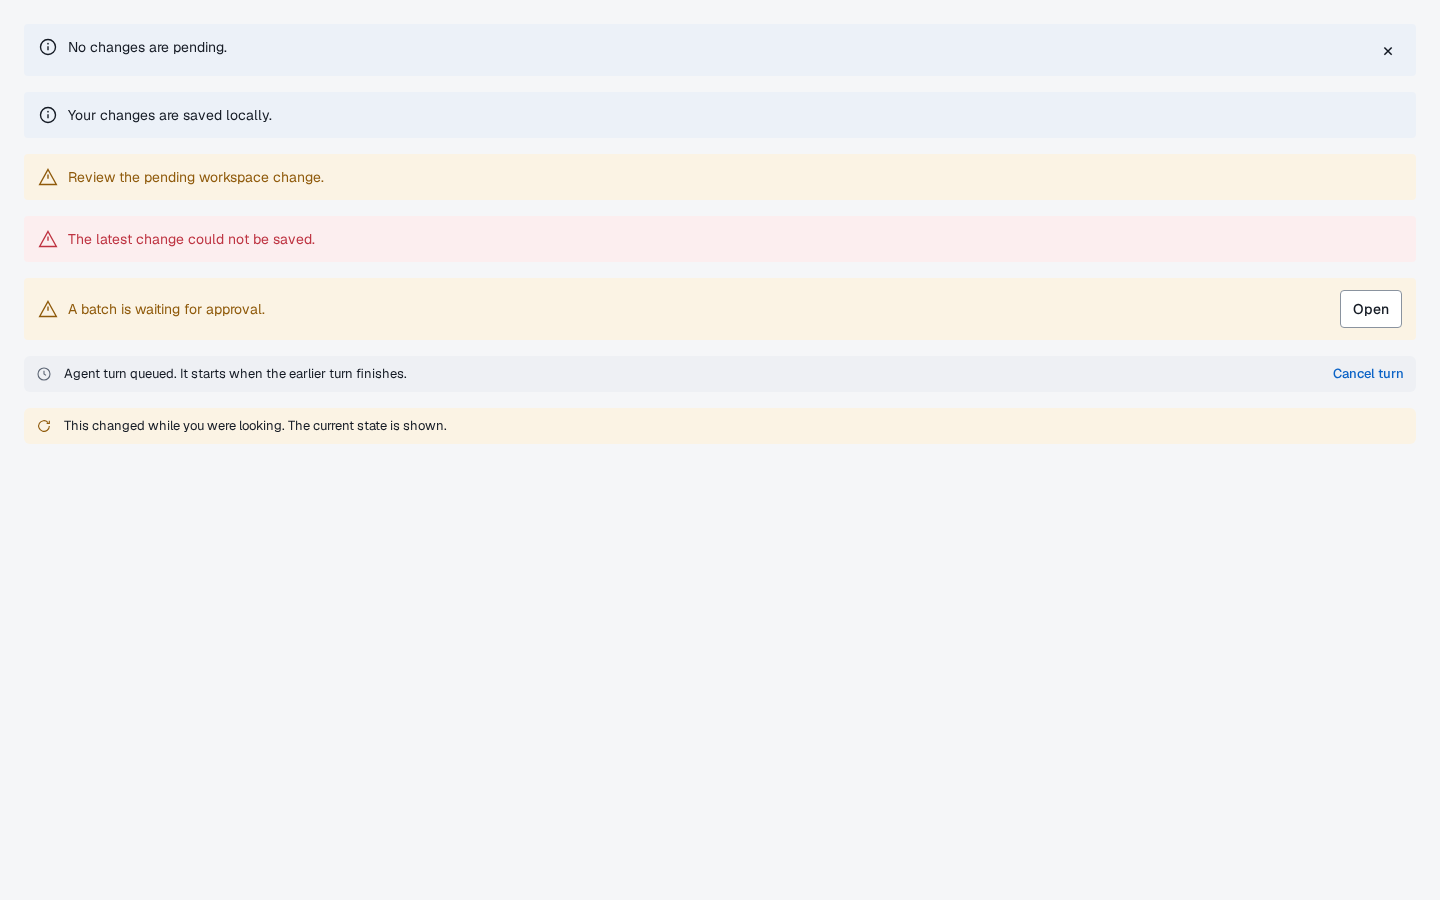 No changes are pending.
Your changes are saved locally.
Review the pending workspace change.
The latest change could not be saved.
A batch is waiting for approval.
Open
Agent turn queued. It starts when the earlier turn finishes.
Cancel turn
This changed while you were looking. The current state is shown.